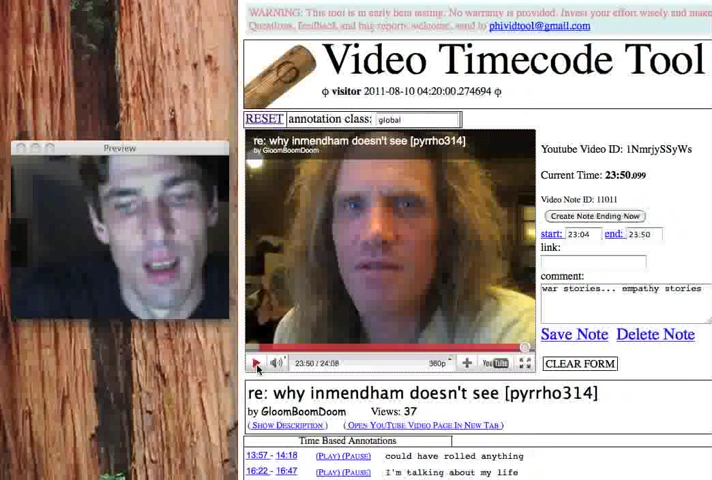 WARNING: This tool is in early beta testing. No warranty is provided. Invest your effort wisely and make
Questions, feedback, and bug reports welcome, send to phividtool@gmail.com
Video Timecode Tool
φ visitor 2011-08-10 04:20:00.274694 φ
RESET annotation class: global
Preview
re: why inmendham doesn't see [pyrrho314]
by GloomBoomDoom
Youtube Video ID: 1NmrjySSyWs
Current Time: 23:50.099
Video Note ID: 11011
Create Note Ending Now
start: 23:04 end: 23:50
link:
comment:
war stories... empathy stories
Save Note Delete Note
23:50 / 24:08 360p YouTube
CLEAR FORM
re: why inmendham doesn't see [pyrrho314]
by GloomBoomDoom Views: 37
( SHOW DESCRIPTION ) ( OPEN YOUTUBE VIDEO PAGE IN NEW TAB )
Time Based Annotations
13:57 - 14:18 (PLAY) (PAUSE) could have rolled anything
16:22 - 16:47 (PLAY) (PAUSE) I'm talking about my life